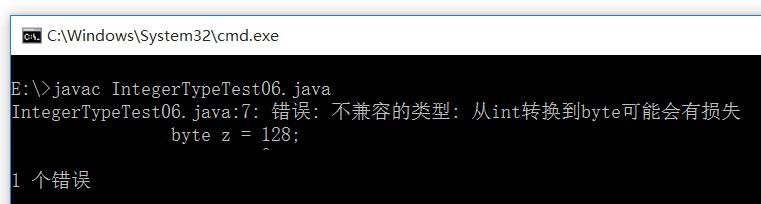 C:\Windows\System32\cmd.exe
E:\>javac IntegerTypeTest06.java
IntegerTypeTest06.java:7: 错误: 不兼容的类型: 从int转换到byte可能会有损失
byte z = 128;
^
1 个错误